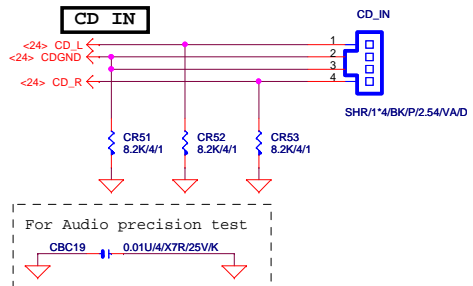 CD IN
CD_IN
<24> CD_L
<24> CDGND
<24> CD_R
1
2
3
4
SHR/1*4/BK/P/2.54/VA/D
CR51
8.2K/4/1
CR52
8.2K/4/1
CR53
8.2K/4/1
For Audio precision test
CBC19
0.01U/4/X7R/25V/K